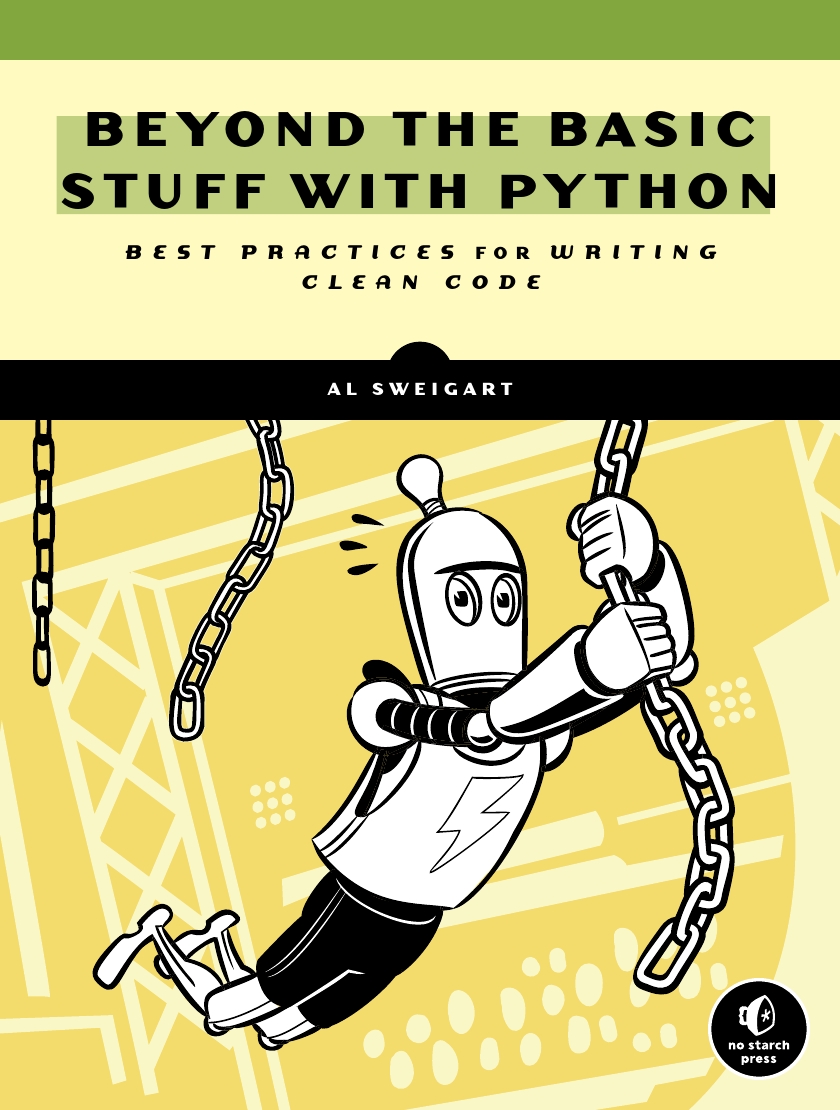 BEYOND THE BASIC
STUFF WITH PYTHON
BEST PRACTICES FOR WRITING
CLEAN CODE
AL SWEIGART
no starch
press